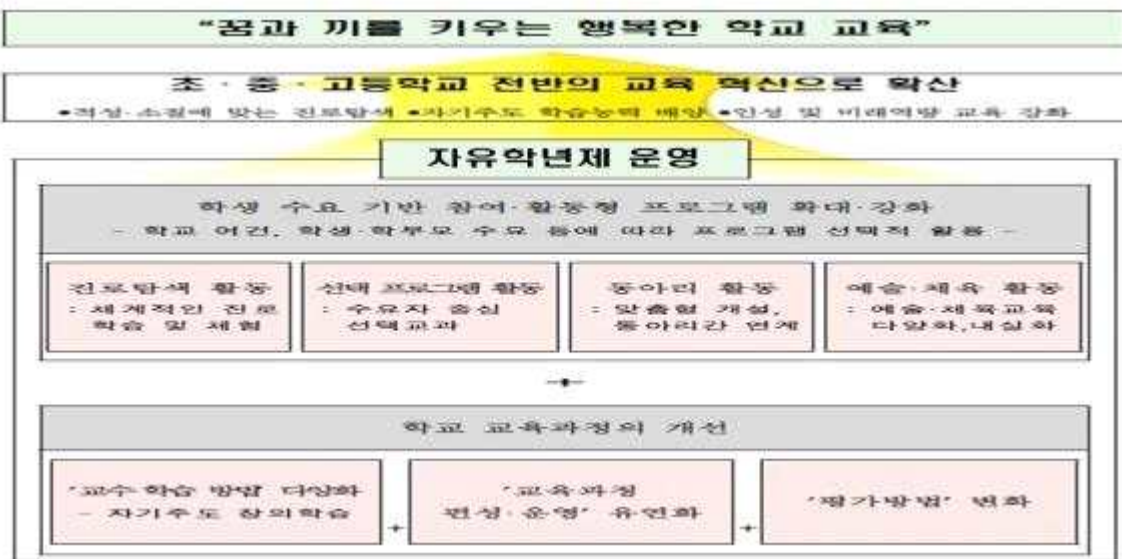 “꿈과 끼를 키우는 행복한 학교 교육”
초·중·고등학교 전반의 교육 혁신으로 확산
•적성·소질에 맞는 진로탐색 •자기주도 학습능력 배양 •인성 및 미래역량 교육 강화
자유학년제 운영
학생 수요 기반 참여·활동형 프로그램 확대·강화
- 학교 여건, 학생·학부모 수요 등에 따라 프로그램 선택적 활용 -
진로탐색 활동
: 체계적인 진로
학습 및 체험
선택 프로그램 활동
: 수요자 중심
선택교과
동아리 활동
: 맞춤형 개설,
동아리간 연계
예술·체육 활동
: 예술·체육교육
다양화,내실화
+
학교 교육과정의 개선
‘교수·학습 방법’ 다양화
- 자기주도 창의학습
+
‘교육과정
편성·운영’ 유연화
+
‘평가방법’ 변화